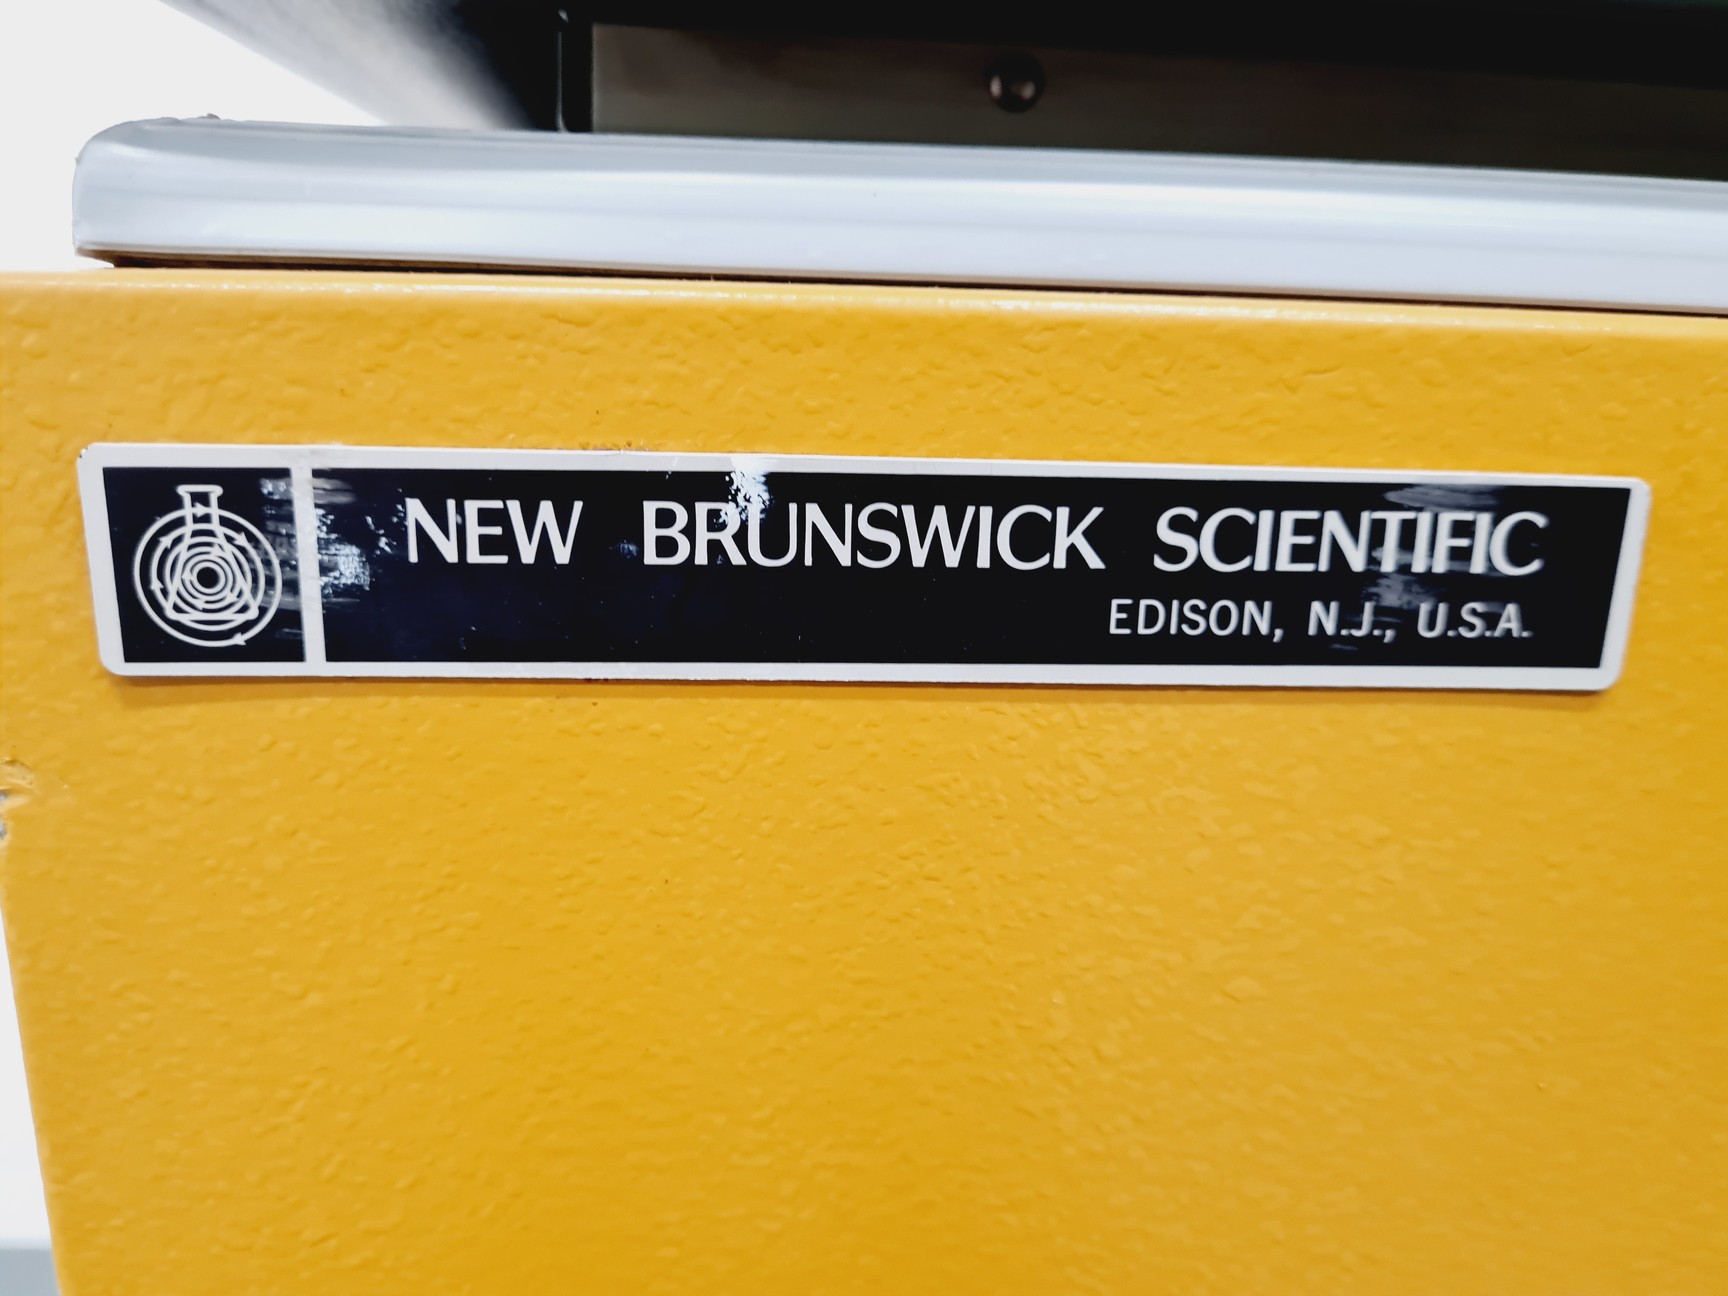 NEW BRUNSWICK SCIENTIFIC
EDISON, N.J., U.S.A.